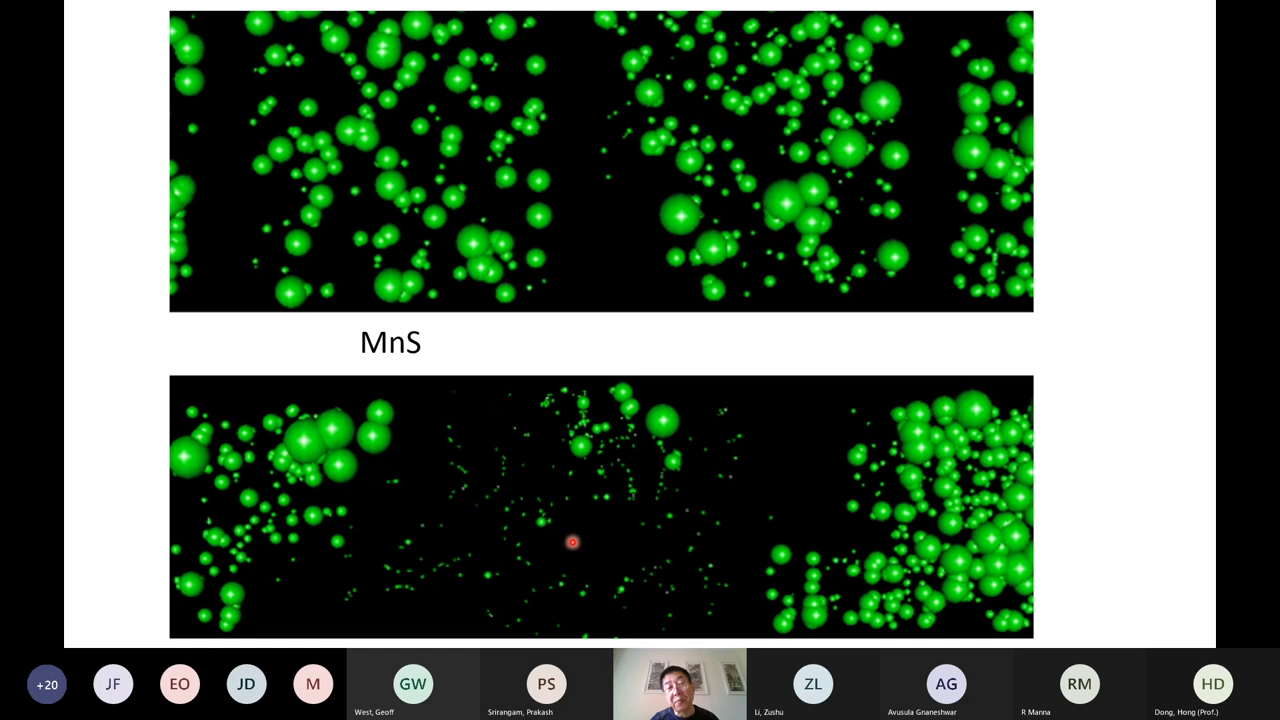 MnS
+20
JF
EO
JD
M
GW
PS
ZL
AG
RM
HD
West, Geoff
Srirangam, Prakash
Li, Zushu
Avusula Gnaneshwar
R Manna
Dong, Hong (Prof.)